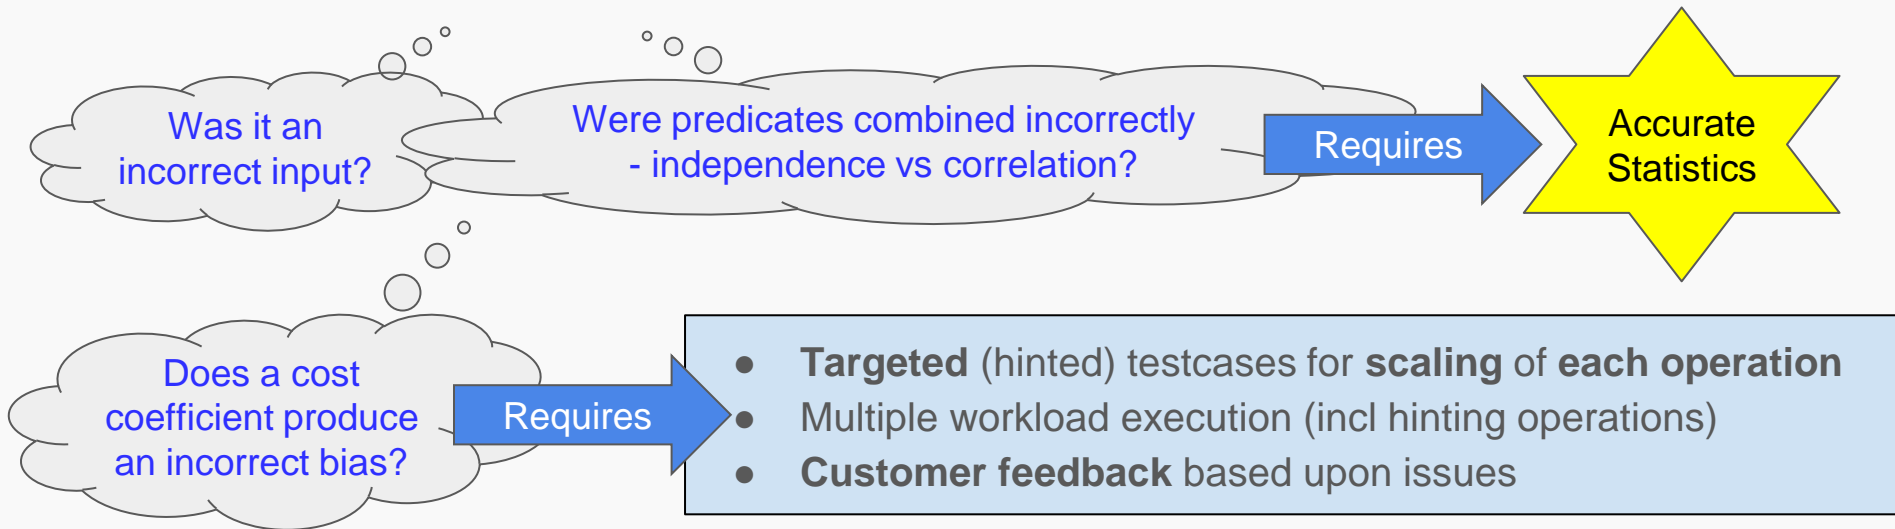 Was it an
incorrect input?
Were predicates combined incorrectly
- independence vs correlation?
Requires
Accurate
Statistics
Does a cost
coefficient produce
an incorrect bias?
Requires
● Targeted (hinted) testcases for scaling of each operation
● Multiple workload execution (incl hinting operations)
● Customer feedback based upon issues